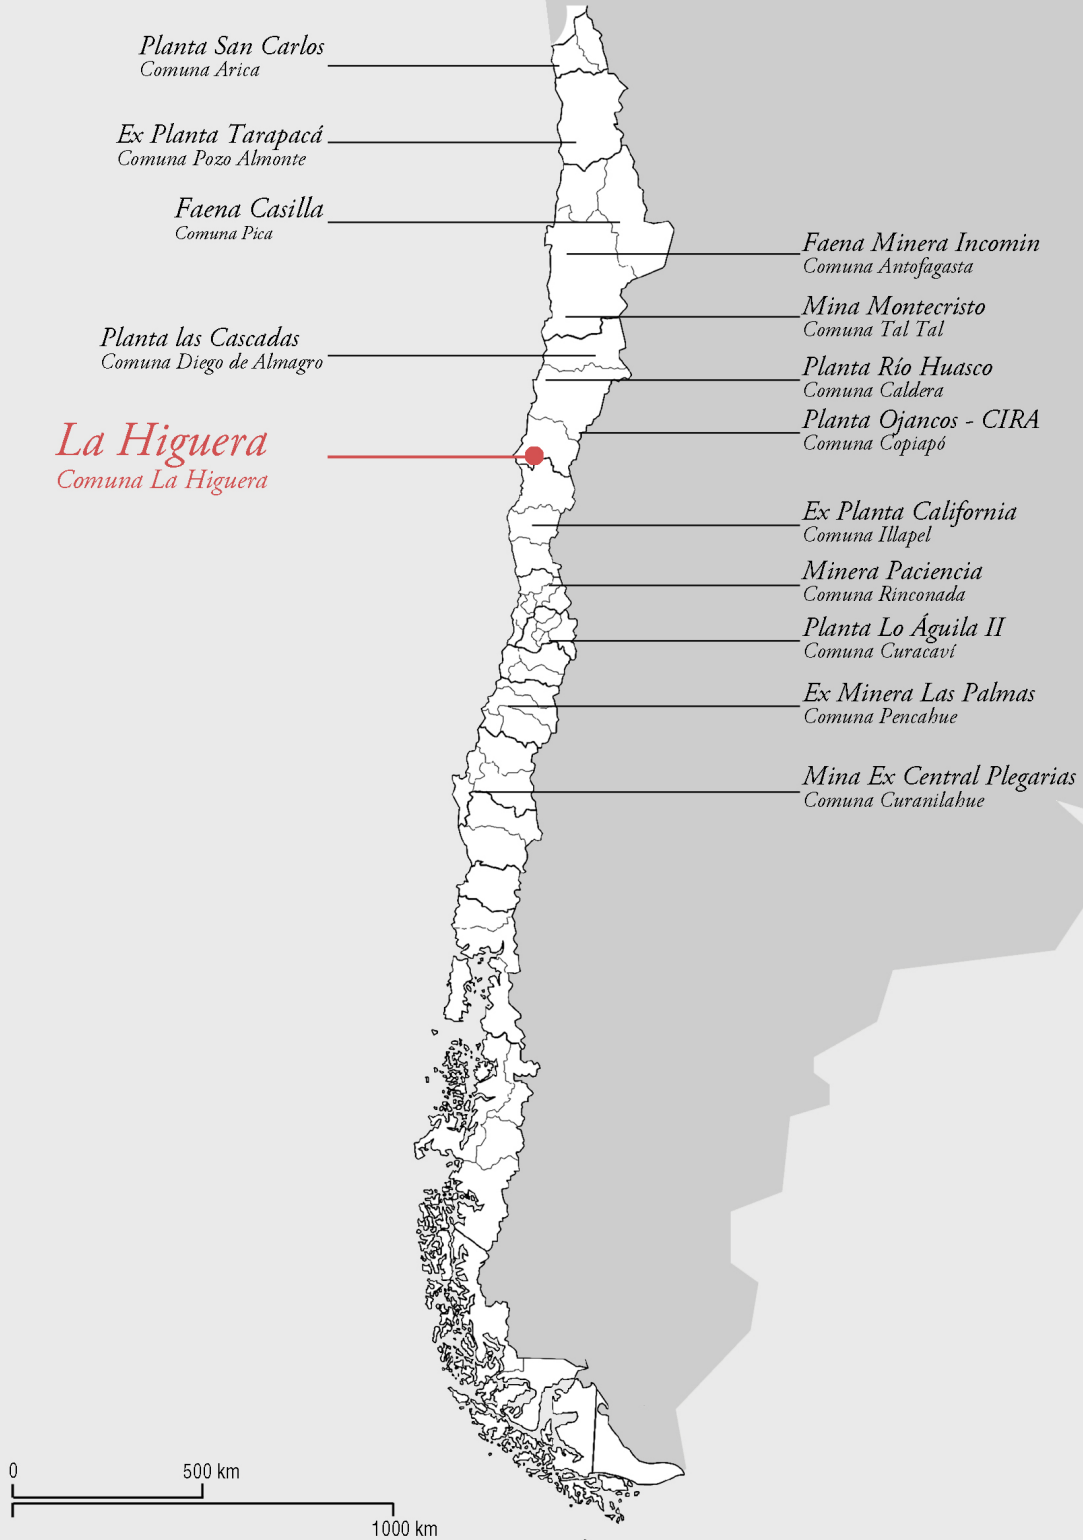 Planta San Carlos
Comuna Arica
Ex Planta Tarapacá
Comuna Pozo Almonte
Faena Casilla
Comuna Pica
Faena Minera Incomin
Comuna Antofagasta
Mina Montecristo
Comuna Tal Tal
Planta las Cascadas
Comuna Diego de Almagro
Planta Río Huasco
Comuna Caldera
Planta Ojancos - CIRA
Comuna Copiapó
La Higuera
Comuna La Higuera
Ex Planta California
Comuna Illapel
Minera Paciencia
Comuna Rinconada
Planta Lo Águila II
Comuna Curacaví
Ex Minera Las Palmas
Comuna Pencahue
Mina Ex Central Plegarias
Comuna Curanilahue
0 500 km
1000 km